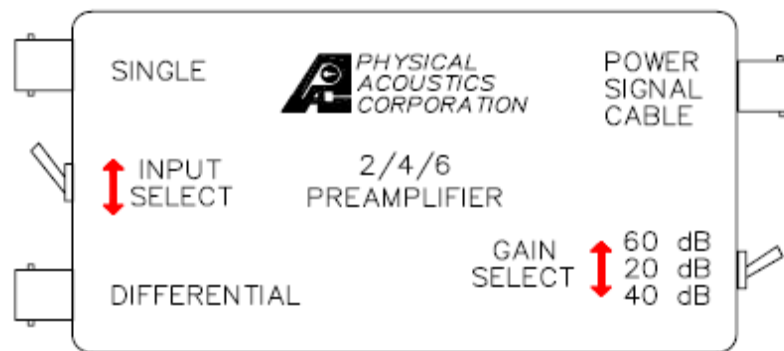 SINGLE
PHYSICAL
ACOUSTICS
CORPORATION
POWER
SIGNAL
CABLE
INPUT
SELECT
2/4/6
PREAMPLIFIER
GAIN
SELECT
60 dB
20 dB
40 dB
DIFFERENTIAL